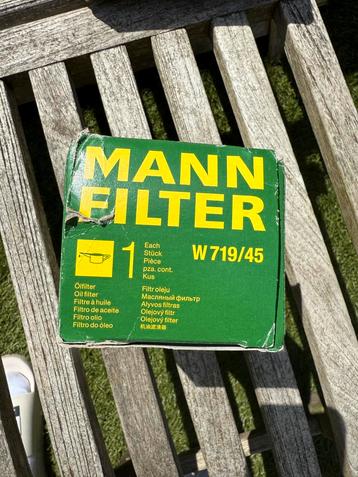 MANN
FILTER
W 719/45
1
Each
Stück
Pièce
pza. cont.
Kus
Ölfilter
Oil filter
Filtre à huile
Filtro de aceite
Filtro olio
Filtro do óleo
Filtr oleju
Масляный фильтр
Alyvos filtras
Olejový filtr
Olejový filter
机油滤清器